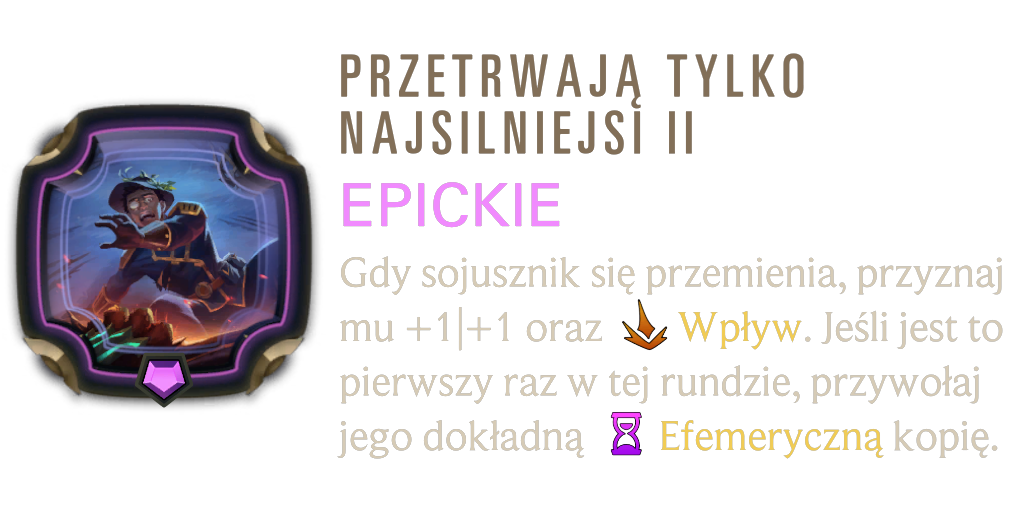 PRZETRWAJĄ TYLKO
NAJSILNIEJSI II
EPICKIE
Gdy sojusznik się przemienia, przyznaj
mu +1|+1 oraz Wpływ. Jeśli jest to
pierwszy raz w tej rundzie, przywołaj
jego dokładną Efemeryczną kopię.